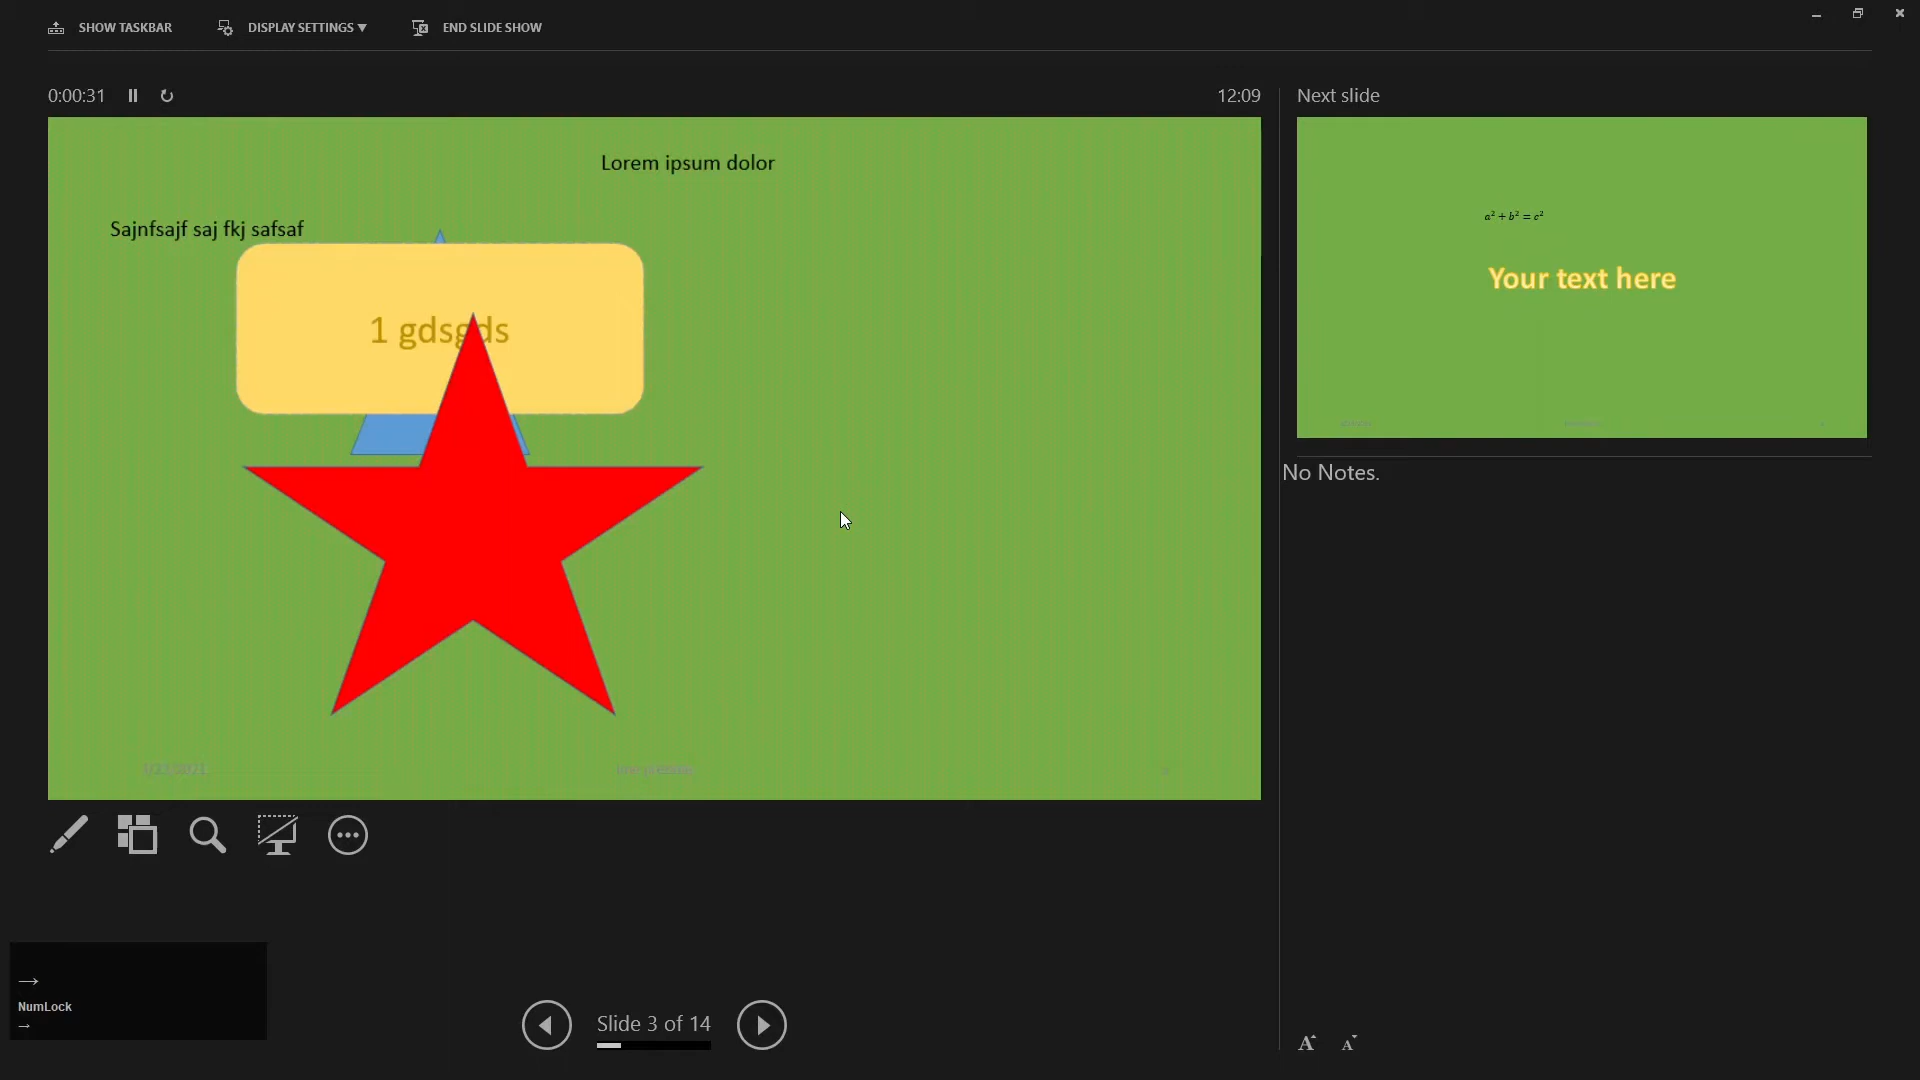 SHOW TASKBAR
DISPLAY SETTINGS ▼
END SLIDE SHOW
0:00:31
12:09
Next slide
Lorem ipsum dolor
Sajnfsajf saj fkj safsaf
1 gdsgds
a² + b² = c²
Your text here
No Notes.
→
NumLock
→
Slide 3 of 14
A
A